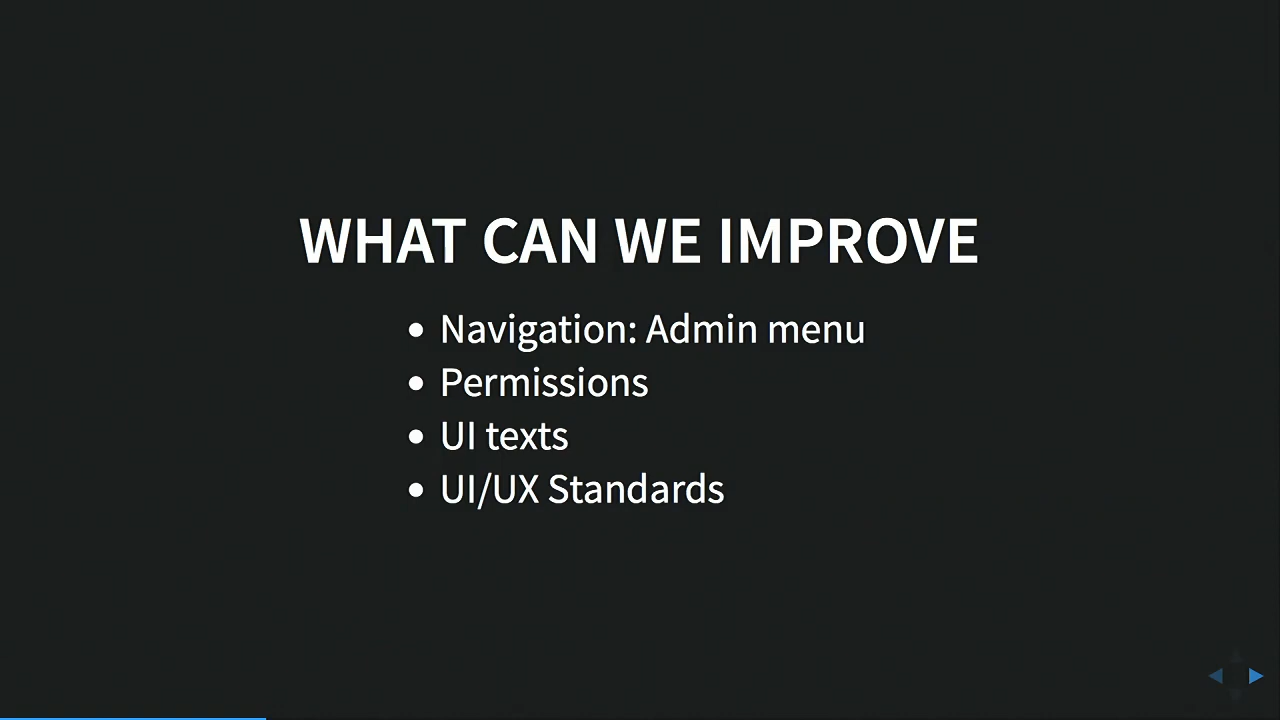 WHAT CAN WE IMPROVE
• Navigation: Admin menu
• Permissions
• UI texts
• UI/UX Standards